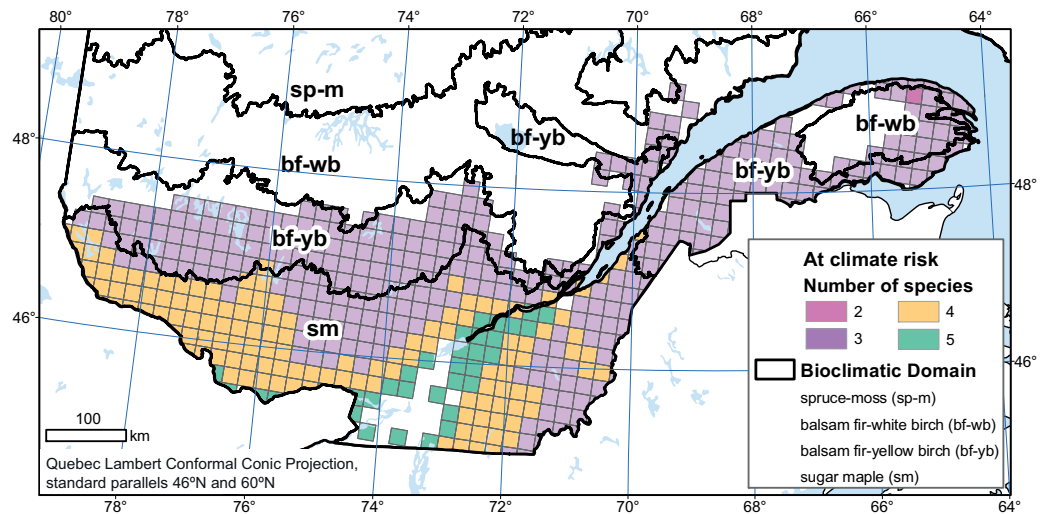 80° 78° 76° 74° 72° 70° 68° 66° 64°
sp-m
bf-wb
48°
bf-yb
bf-wb
bf-yb
48°
bf-yb
At climate risk
Number of species
2 4
3 5
46°
sm
46°
Bioclimatic Domain
spruce-moss (sp-m)
balsam fir-white birch (bf-wb)
balsam fir-yellow birch (bf-yb)
sugar maple (sm)
100
km
Quebec Lambert Conformal Conic Projection,
standard parallels 46ºN and 60ºN
78° 76° 74° 72° 70° 68° 66° 64°